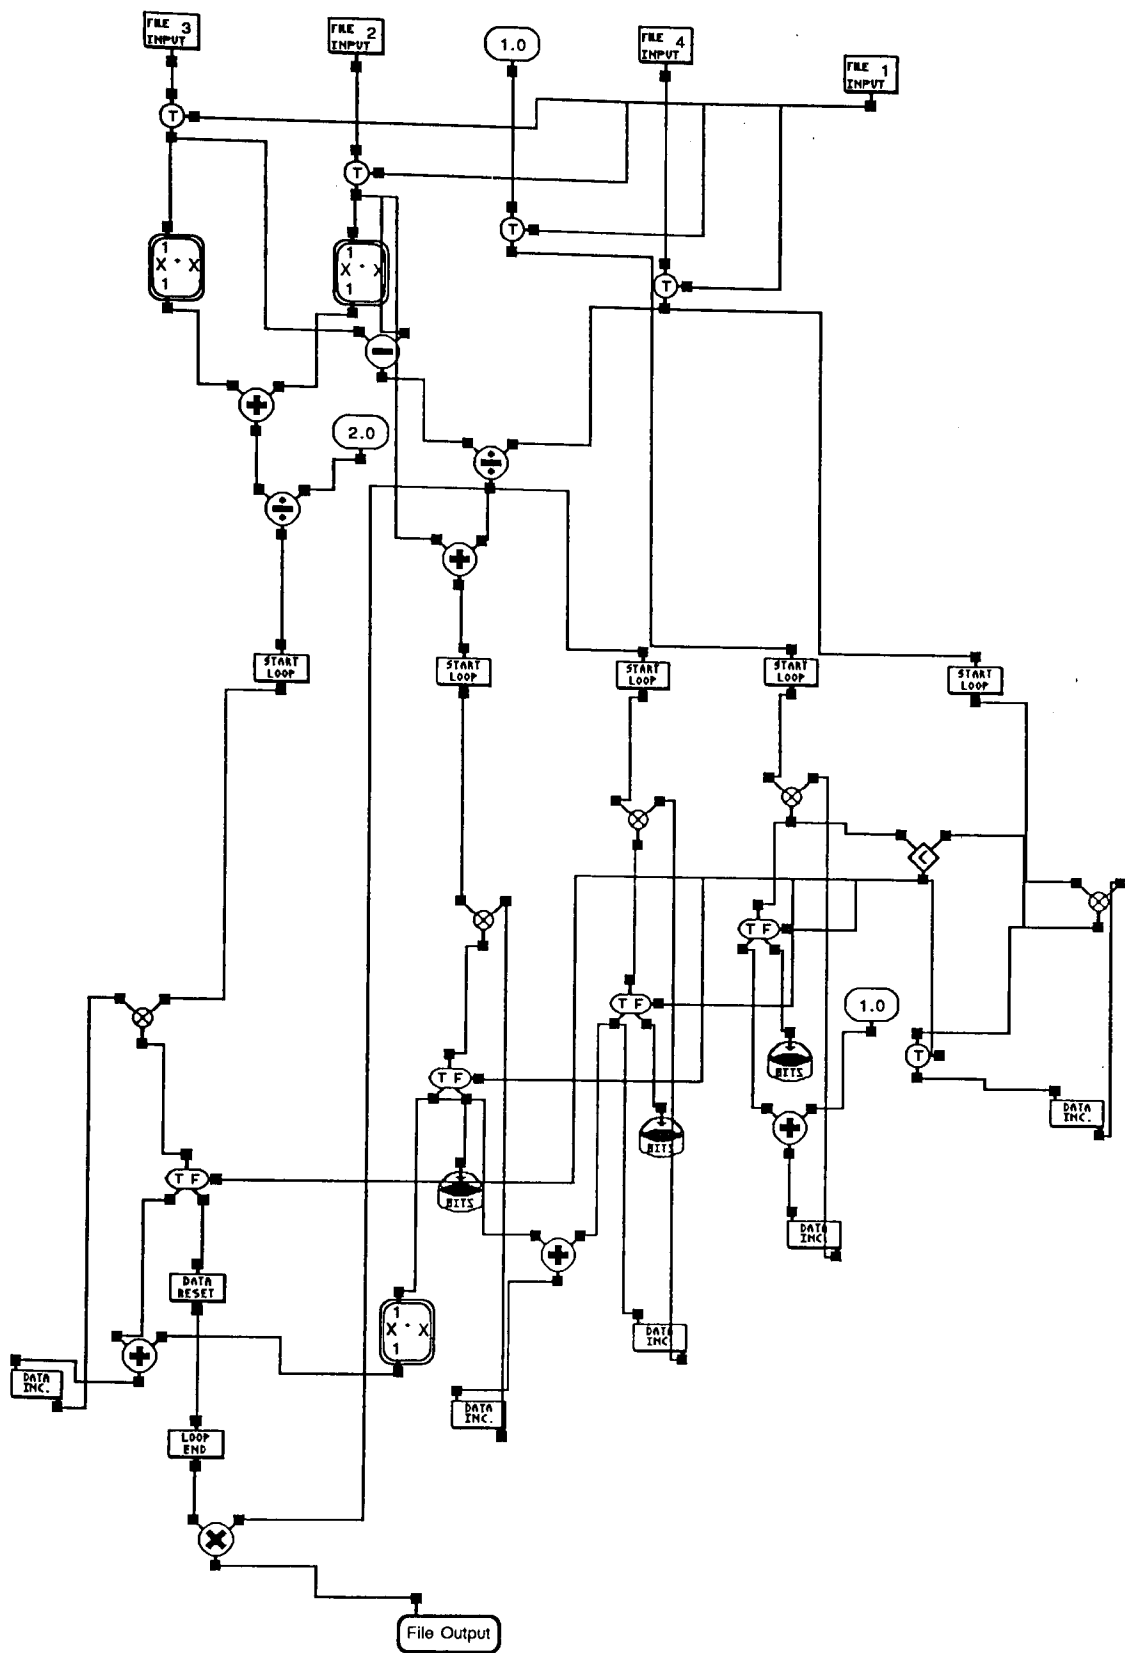 FILE 3
INPUT
FILE 2
INPUT
1.0
FILE 4
INPUT
FILE 1
INPUT
T
T
T
T
1
X * X
1
1
X * X
1
2.0
START
LOOP
START
LOOP
START
LOOP
START
LOOP
START
LOOP
<
T F
T F
1.0
T
BITS
T F
DATA
INC.
BITS
T F
BITS
DATA
INC.
DATA
RESET
1
X * X
1
DATA
INC.
DATA
INC.
DATA
INC.
LOOP
END
File Output